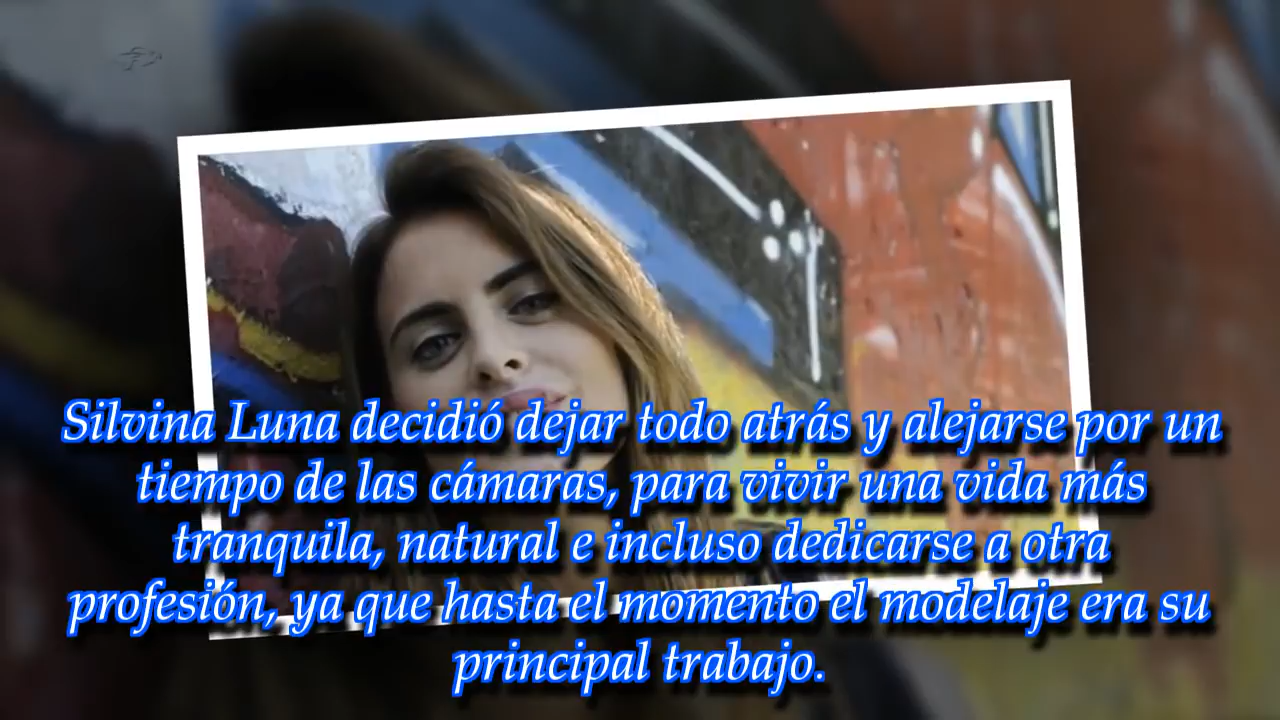 Silvina Luna decidió dejar todo atrás y alejarse por un
tiempo de las cámaras, para vivir una vida más
tranquila, natural e incluso dedicarse a otra
profesión, ya que hasta el momento el modelaje era su
principal trabajo.